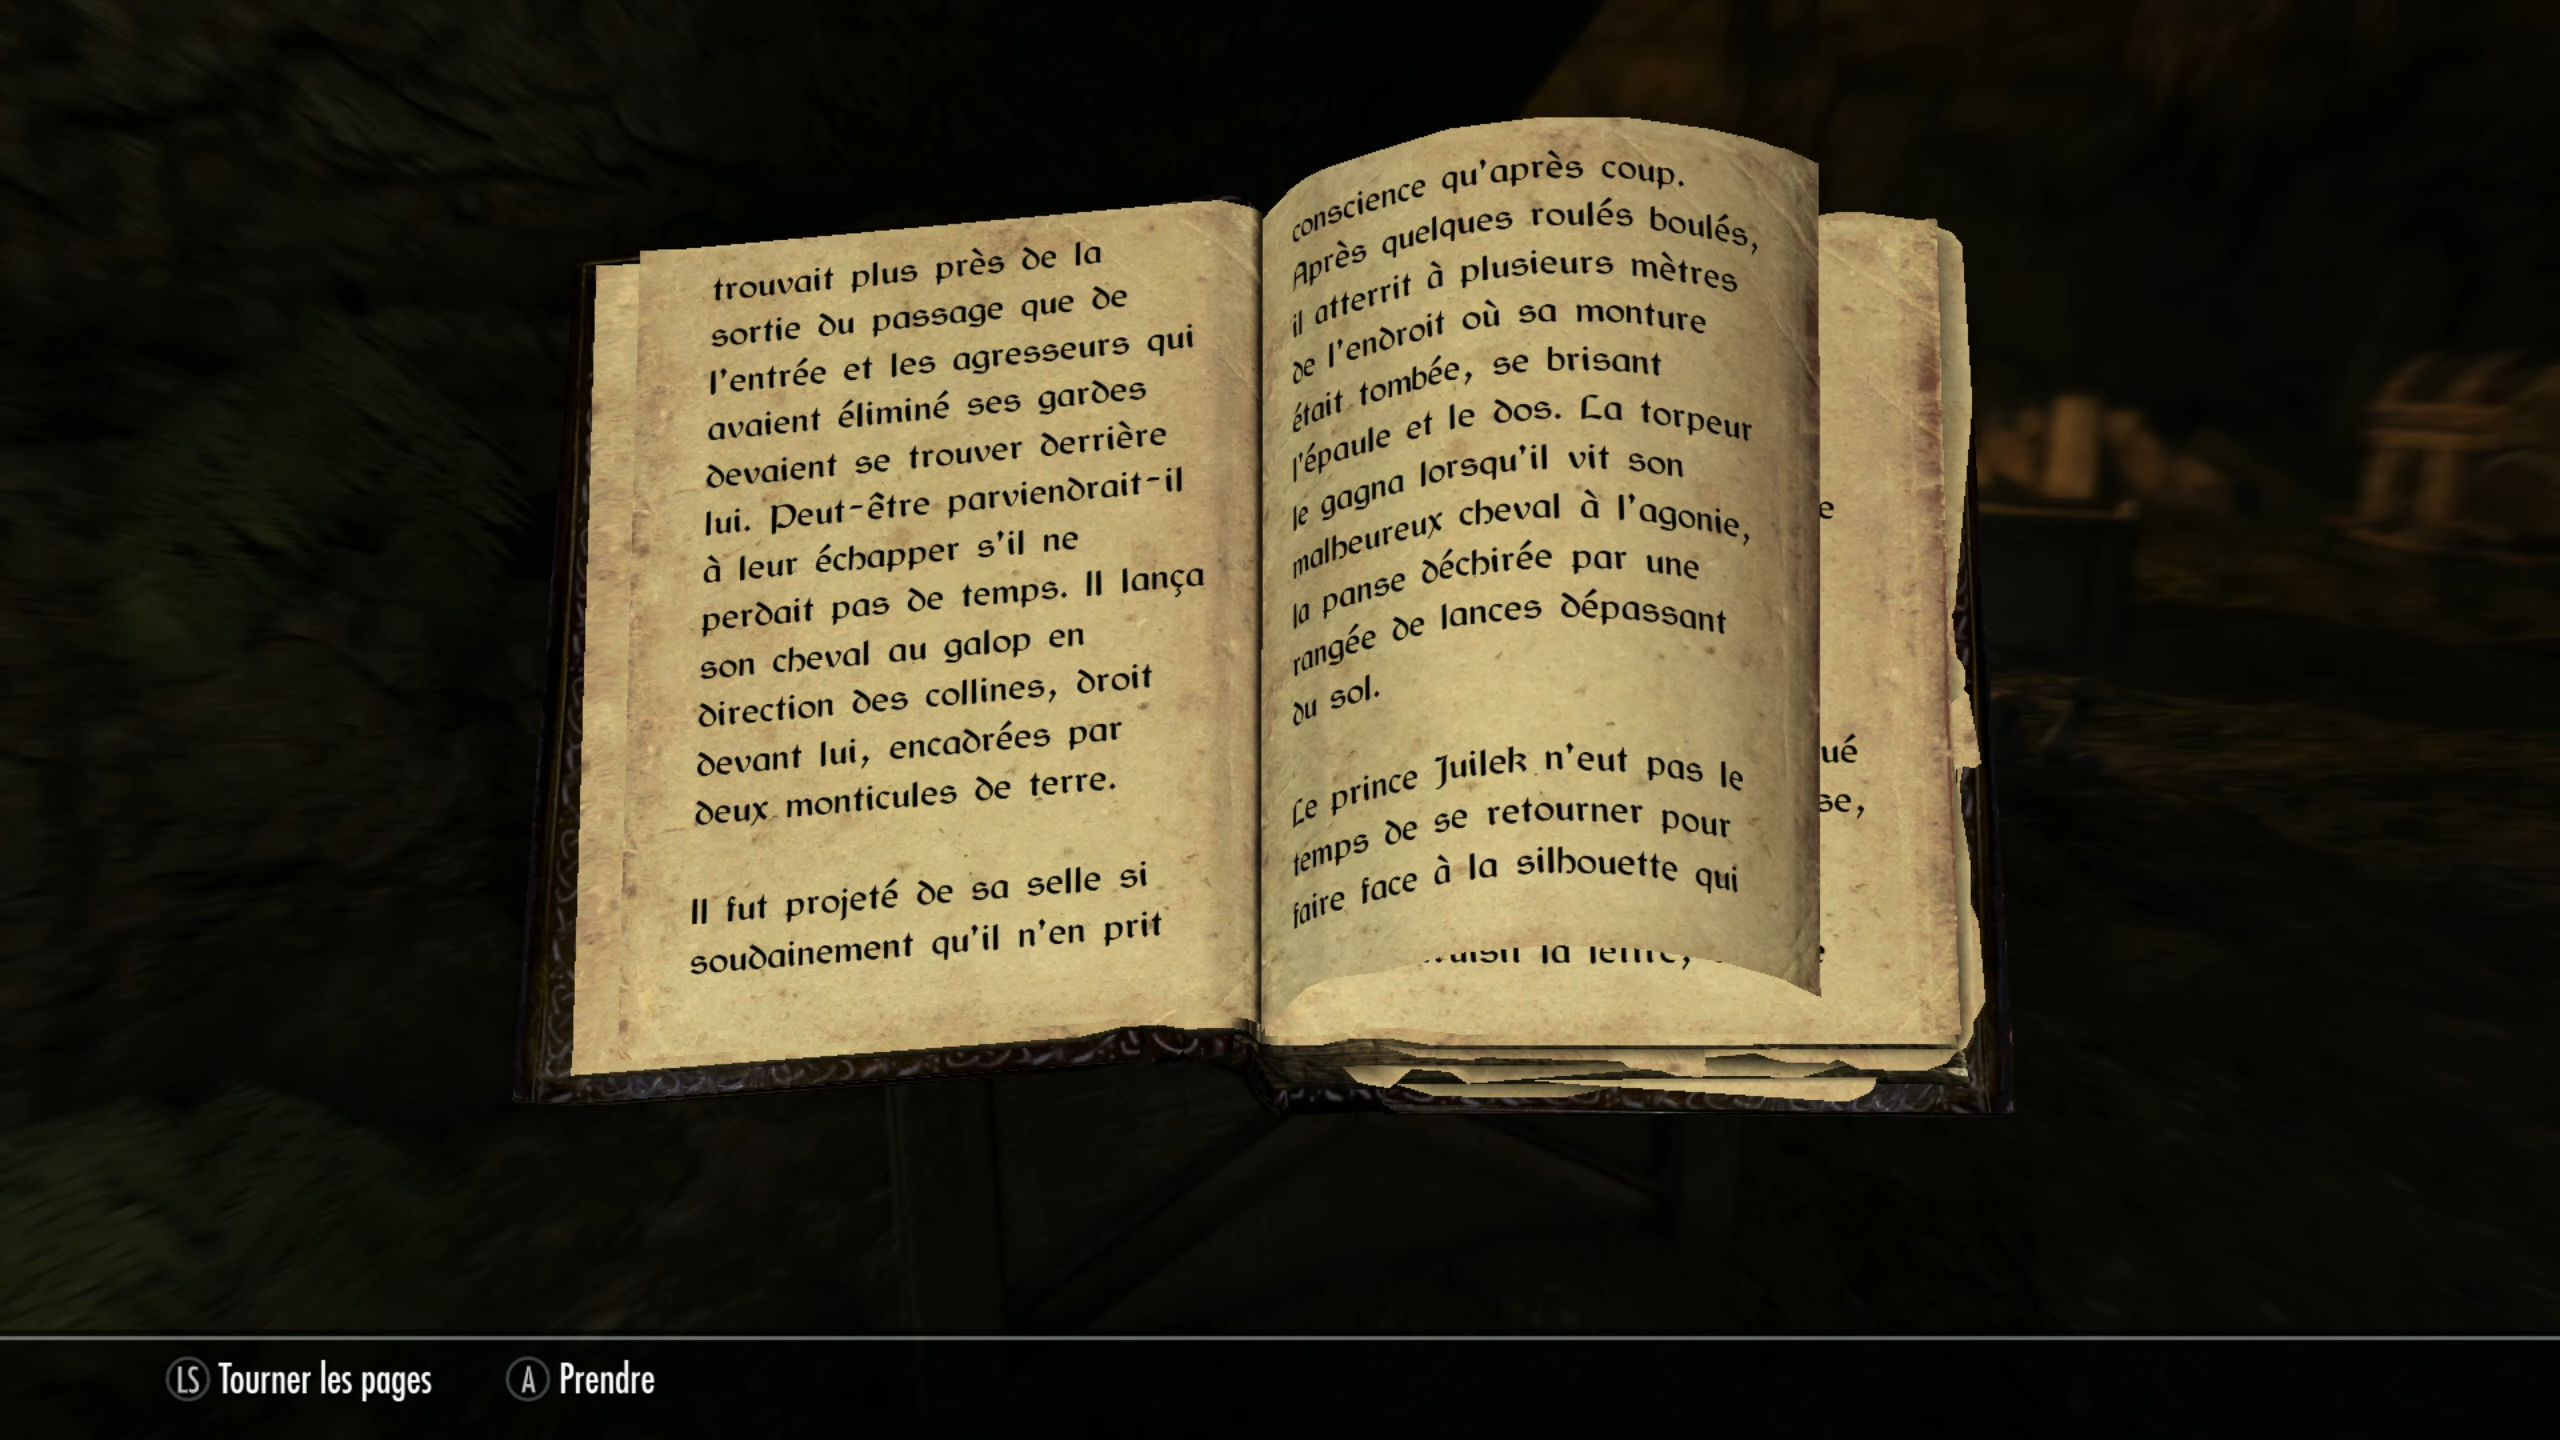 trouvait plus près de la
sortie du passage que de
l'entrée et les agresseurs qui
avaient éliminé ses gardes
devaient se trouver derrière
lui. Peut-être parviendrait-il
à leur échapper s'il ne
perdait pas de temps. Il lança
son cheval au galop en
direction des collines, droit
devant lui, encadrées par
deux monticules de terre.
Il fut projeté de sa selle si
soudainement qu'il n'en prit
conscience qu'après coup.
Après quelques roulés boulés,
il atterrit à plusieurs mètres
de l'endroit où sa monture
était tombée, se brisant
l'épaule et le dos. La torpeur
le gagna lorsqu'il vit son
malheureux cheval à l'agonie,
la panse déchirée par une
rangée de lances dépassant
du sol.
Le prince Juilek n'eut pas le
temps de se retourner pour
faire face à la silhouette qui
LS Tourner les pages
A Prendre